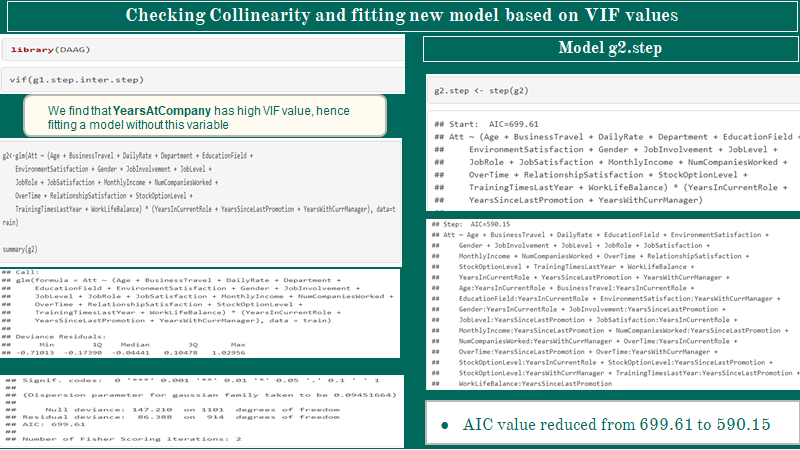 Checking Collinearity and fitting new model based on VIF values
library(DAAG)
vif(g1.step.inter.step)
We find that YearsAtCompany has high VIF value, hence
fitting a model without this variable
g2<-glm(Att ~ (Age + BusinessTravel + DailyRate + Department + EducationField +
EnvironmentSatisfaction + Gender + JobInvolvement + JobLevel +
JobRole + JobSatisfaction + MonthlyIncome + NumCompaniesWorked +
OverTime + RelationshipSatisfaction + StockOptionLevel +
TrainingTimesLastYear + WorkLifeBalance) * (YearsInCurrentRole + YearsSinceLastPromotion + YearsWithCurrManager), data=t
rain)
summary(g2)
## Call:
## glm(formula = Att ~ (Age + BusinessTravel + DailyRate + Department +
## EducationField + EnvironmentSatisfaction + Gender + JobInvolvement +
## JobLevel + JobRole + JobSatisfaction + MonthlyIncome + NumCompaniesWorked +
## OverTime + RelationshipSatisfaction + StockOptionLevel +
## TrainingTimesLastYear + WorkLifeBalance) * (YearsInCurrentRole +
## YearsSinceLastPromotion + YearsWithCurrManager), data = train)
##
## Deviance Residuals:
## Min 1Q Median 3Q Max
## -0.71013 -0.17390 -0.04441 0.10478 1.02956
## Signif. codes: 0 '***' 0.001 '**' 0.01 '*' 0.05 '.' 0.1 ' ' 1
##
## (Dispersion parameter for gaussian family taken to be 0.09451664)
##
## Null deviance: 147.210 on 1101 degrees of freedom
## Residual deviance: 86.388 on 914 degrees of freedom
## AIC: 699.61
##
## Number of Fisher Scoring iterations: 2
Model g2.step
g2.step <- step(g2)
## Start: AIC=699.61
## Att ~ (Age + BusinessTravel + DailyRate + Department + EducationField +
## EnvironmentSatisfaction + Gender + JobInvolvement + JobLevel +
## JobRole + JobSatisfaction + MonthlyIncome + NumCompaniesWorked +
## OverTime + RelationshipSatisfaction + StockOptionLevel +
## TrainingTimesLastYear + WorkLifeBalance) * (YearsInCurrentRole +
## YearsSinceLastPromotion + YearsWithCurrManager)
## Step: AIC=590.15
## Att ~ Age + BusinessTravel + DailyRate + EducationField + EnvironmentSatisfaction +
## Gender + JobInvolvement + JobLevel + JobRole + JobSatisfaction +
## MonthlyIncome + NumCompaniesWorked + OverTime + RelationshipSatisfaction +
## StockOptionLevel + TrainingTimesLastYear + WorkLifeBalance +
## YearsInCurrentRole + YearsSinceLastPromotion + YearsWithCurrManager +
## Age:YearsInCurrentRole + BusinessTravel:YearsInCurrentRole +
## EducationField:YearsInCurrentRole + EnvironmentSatisfaction:YearsWithCurrManager +
## Gender:YearsInCurrentRole + JobInvolvement:YearsSinceLastPromotion +
## JobLevel:YearsSinceLastPromotion + JobSatisfaction:YearsInCurrentRole +
## MonthlyIncome:YearsSinceLastPromotion + NumCompaniesWorked:YearsSinceLastPromotion +
## NumCompaniesWorked:YearsWithCurrManager + OverTime:YearsInCurrentRole +
## OverTime:YearsSinceLastPromotion + OverTime:YearsWithCurrManager +
## StockOptionLevel:YearsInCurrentRole + StockOptionLevel:YearsSinceLastPromotion +
## StockOptionLevel:YearsWithCurrManager + TrainingTimesLastYear:YearsSinceLastPromotion +
## WorkLifeBalance:YearsSinceLastPromotion
● AIC value reduced from 699.61 to 590.15